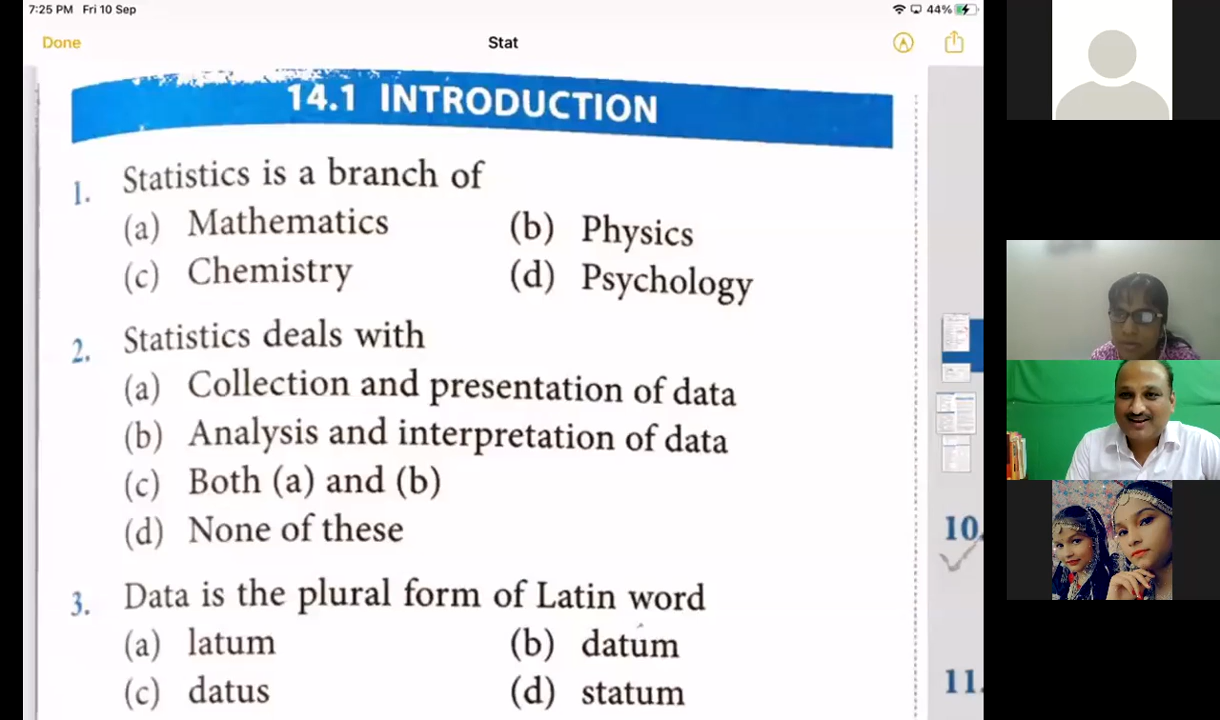 7:25 PM Fri 10 Sep
44%
Done
Stat
14.1 INTRODUCTION
1. Statistics is a branch of
(a) Mathematics (b) Physics
(c) Chemistry (d) Psychology
2. Statistics deals with
(a) Collection and presentation of data
(b) Analysis and interpretation of data
(c) Both (a) and (b)
(d) None of these
3. Data is the plural form of Latin word
(a) latum (b) datum
(c) datus (d) statum
10.
11.